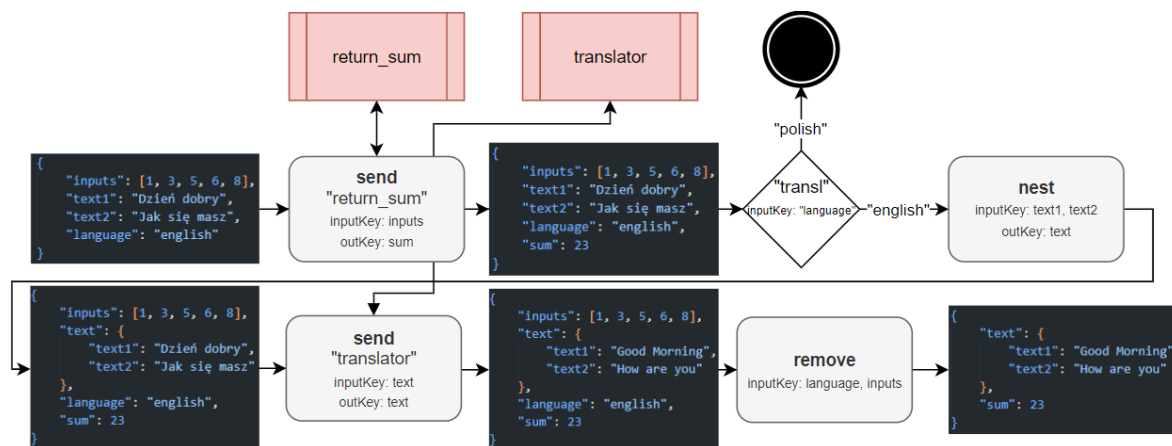 return_sum
translator
"polish"
{
"inputs": [1, 3, 5, 6, 8],
"text1": "Dzień dobry",
"text2": "Jak się masz",
"language": "english"
}
send
"return_sum"
inputKey: inputs
outKey: sum
{
"inputs": [1, 3, 5, 6, 8],
"text1": "Dzień dobry",
"text2": "Jak się masz",
"language": "english",
"sum": 23
}
"transl"
inputKey: "language"
"english"
nest
inputKey: text1, text2
outKey: text
{
"inputs": [1, 3, 5, 6, 8],
"text": {
"text1": "Dzień dobry",
"text2": "Jak się masz"
},
"language": "english",
"sum": 23
}
send
"translator"
inputKey: text
outKey: text
{
"inputs": [1, 3, 5, 6, 8],
"text": {
"text1": "Good Morning",
"text2": "How are you"
},
"language": "english",
"sum": 23
}
remove
inputKey: language, inputs
{
"text": {
"text1": "Good Morning"
"text2": "How are you"
},
"sum": 23
}